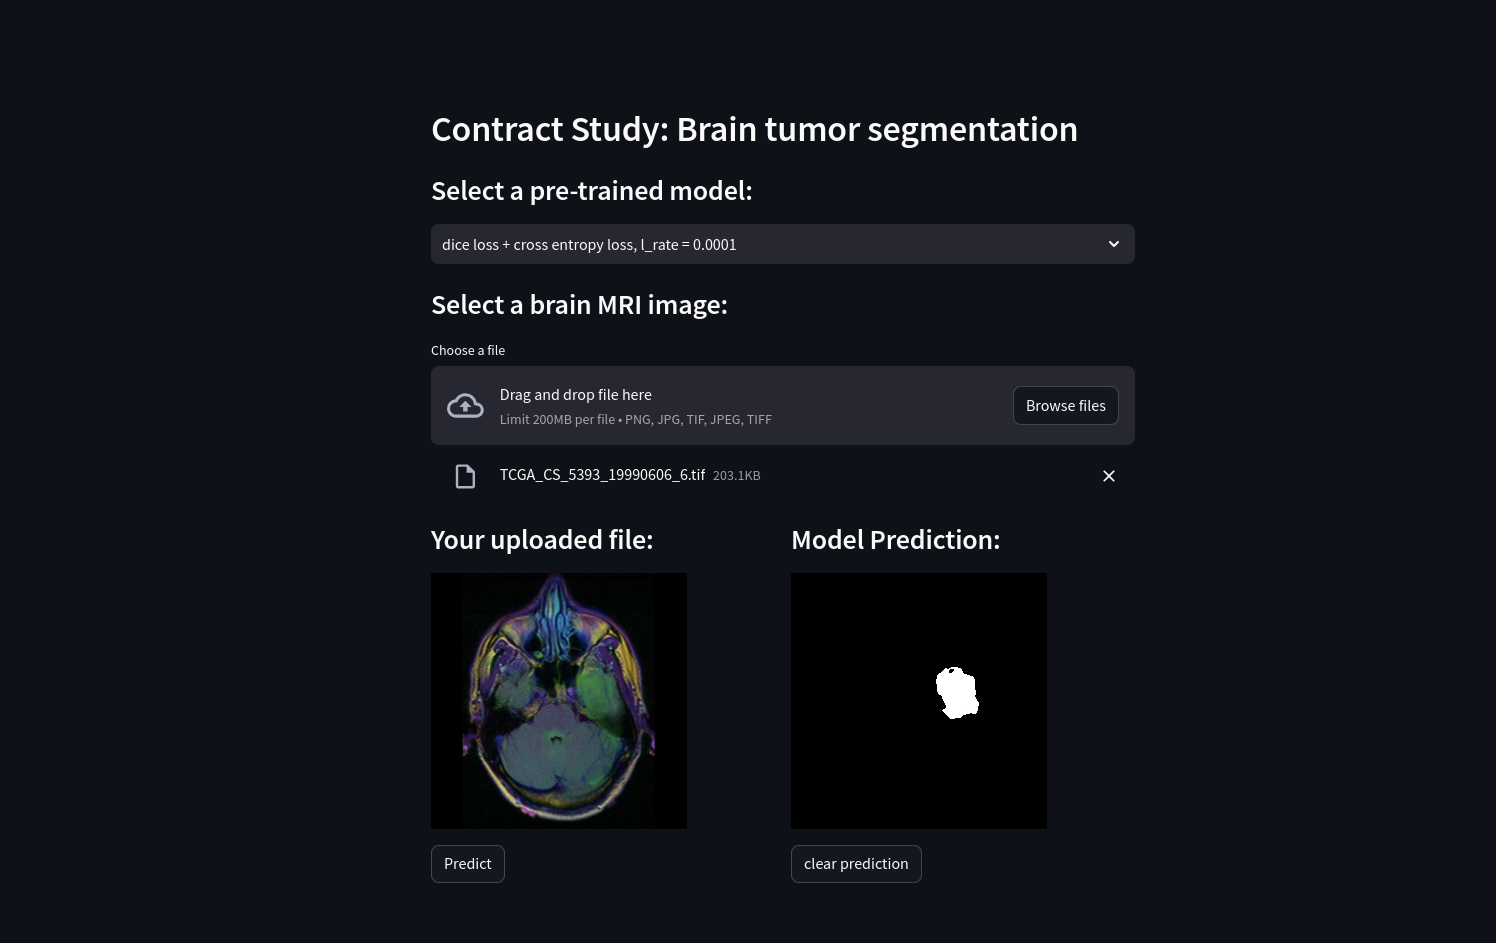 Contract Study: Brain tumor segmentation
Select a pre-trained model:
dice loss + cross entropy loss, l_rate = 0.0001
Select a brain MRI image:
Choose a file
Drag and drop file here
Limit 200MB per file • PNG, JPG, TIF, JPEG, TIFF
Browse files
TCGA_CS_5393_19990606_6.tif 203.1KB
Your uploaded file:
Model Prediction:
Predict
clear prediction